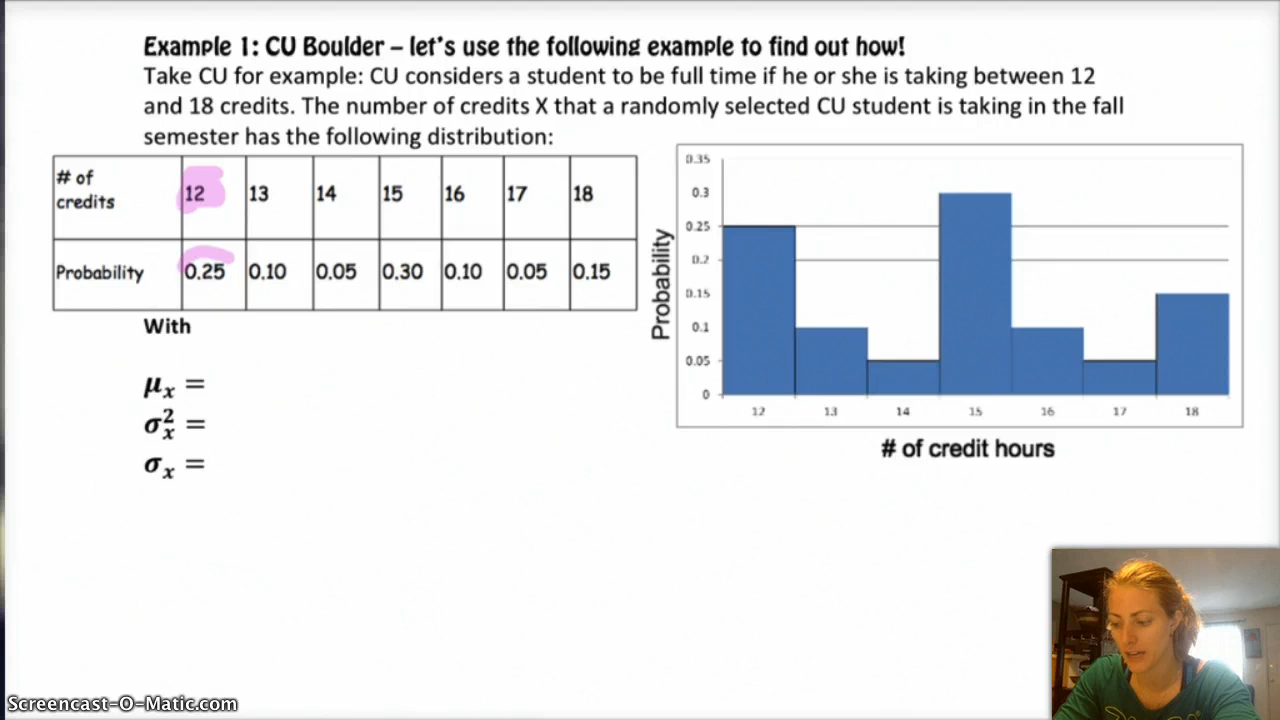 Example 1: CU Boulder – let's use the following example to find out how!
Take CU for example: CU considers a student to be full time if he or she is taking between 12
and 18 credits. The number of credits X that a randomly selected CU student is taking in the fall
semester has the following distribution:
# of credits 12 13 14 15 16 17 18
Probability 0.25 0.10 0.05 0.30 0.10 0.05 0.15
With
μₓ =
σ²ₓ =
σₓ =
Probability
0.35
0.3
0.25
0.2
0.15
0.1
0.05
0
12 13 14 15 16 17 18
# of credit hours
Screencast-O-Matic.com